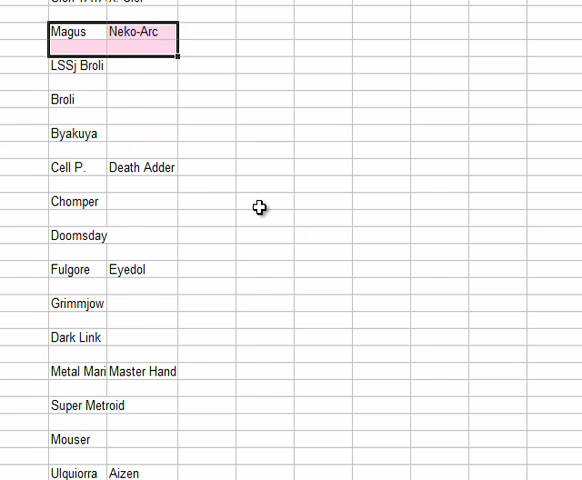 Magus Neko-Arc
LSSj Broli
Broli
Byakuya
Cell P. Death Adder
Chomper
Doomsday
Fulgore Eyedol
Grimmjow
Dark Link
Metal Mari Master Hand
Super Metroid
Mouser
Ulquiorra Aizen